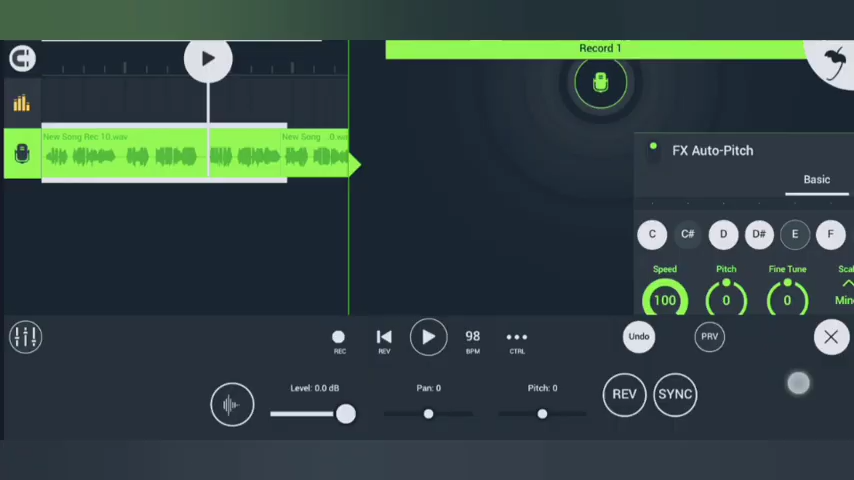 Record 1
New Song Rec 10.wav
New Song
FX Auto-Pitch
Basic
C
C#
D
D#
E
F
Speed
Pitch
Fine Tune
100
0
0
REC
REV
98
BPM
CTRL
Undo
PRV
Level: 0.0 dB
Pan: 0
Pitch: 0
REV
SYNC